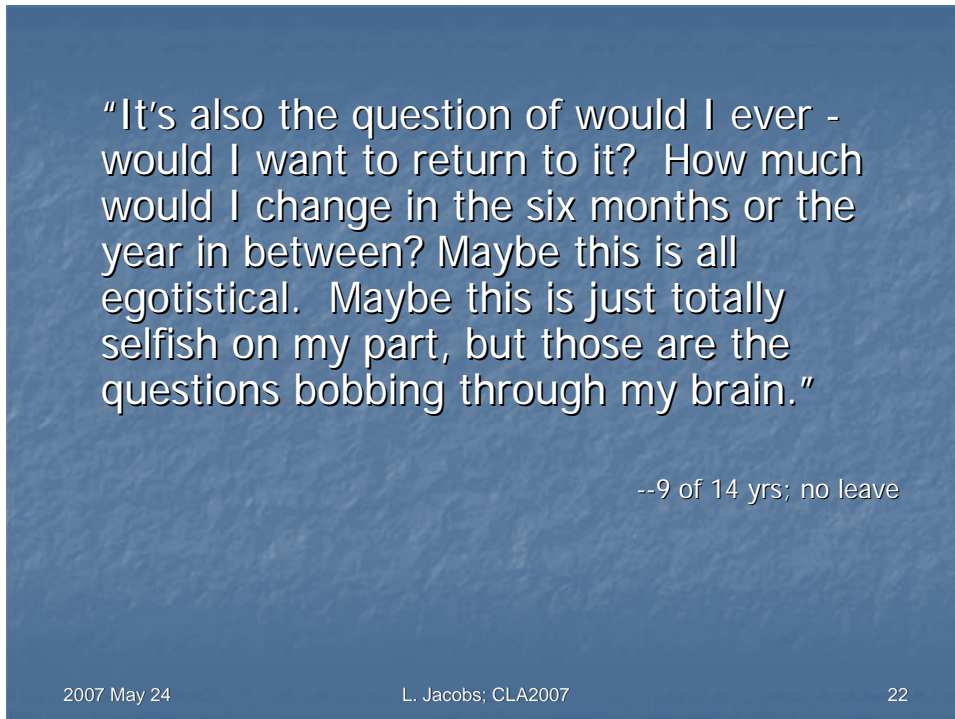 “It’s also the question of would I ever -
would I want to return to it?  How much
would I change in the six months or the
year in between? Maybe this is all
egotistical.  Maybe this is just totally
selfish on my part, but those are the
questions bobbing through my brain.”
--9 of 14 yrs; no leave
2007 May 24 L. Jacobs; CLA2007 22